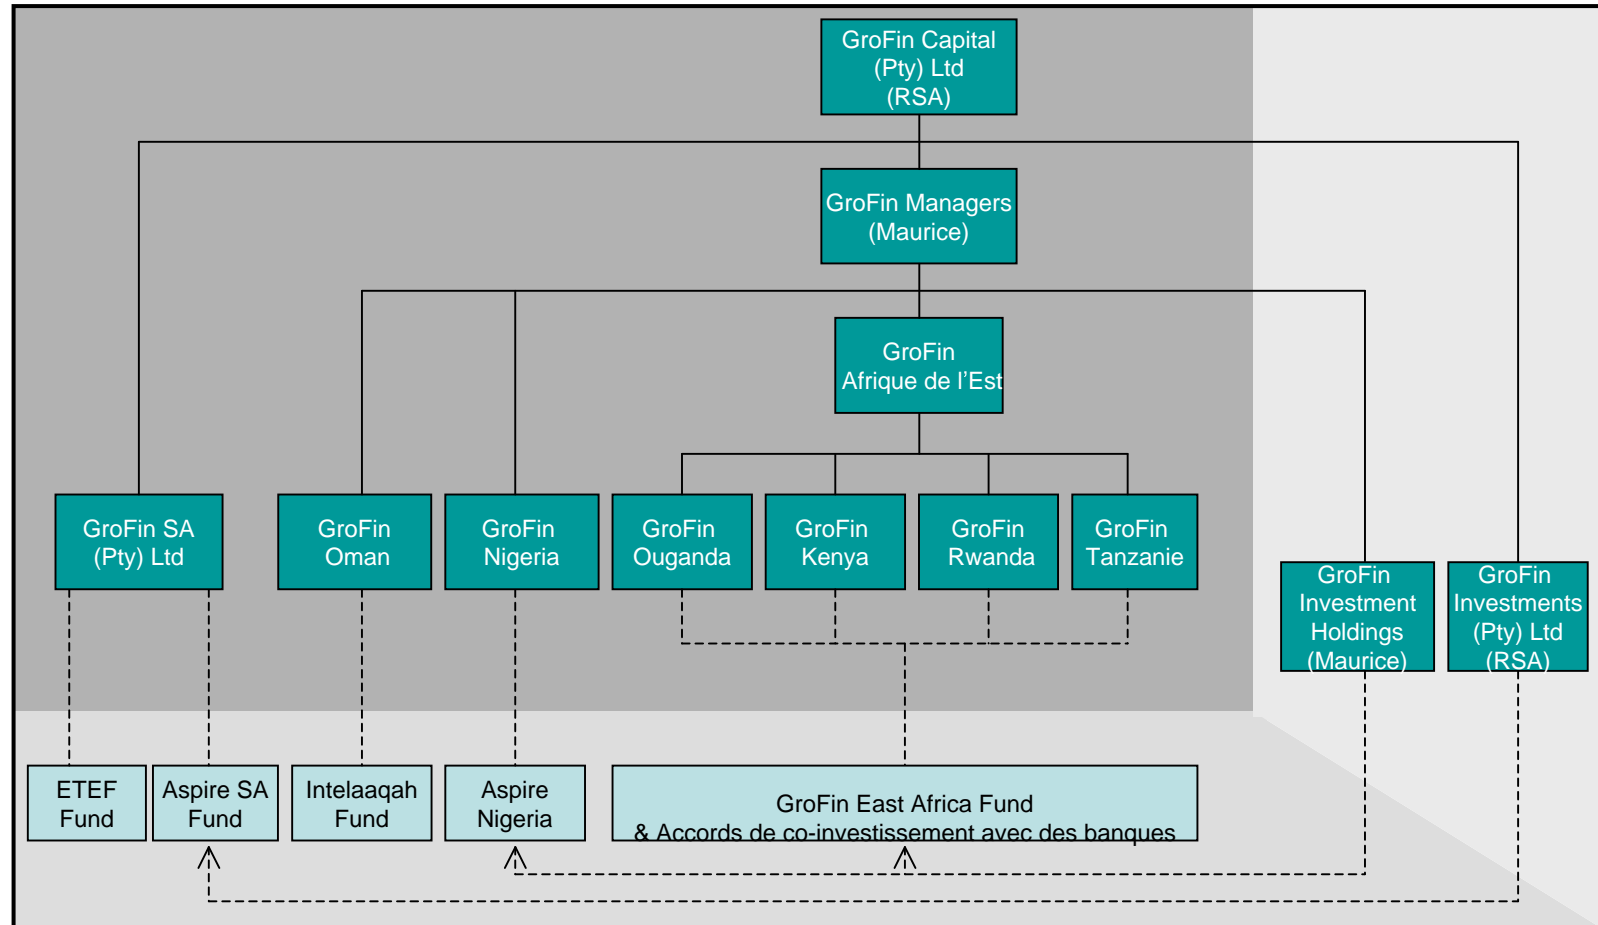 GroFin Capital
(Pty) Ltd
(RSA)
GroFin Managers
(Maurice)
GroFin
Afrique de l’Est
GroFin SA
(Pty) Ltd
GroFin
Oman
GroFin
Nigeria
GroFin
Ouganda
GroFin
Kenya
GroFin
Rwanda
GroFin
Tanzanie
GroFin
Investment
Holdings
(Maurice)
GroFin
Investments
(Pty) Ltd
(RSA)
ETEF
Fund
Aspire SA
Fund
Intelaaqah
Fund
Aspire
Nigeria
GroFin East Africa Fund
& Accords de co-investissement avec des banques